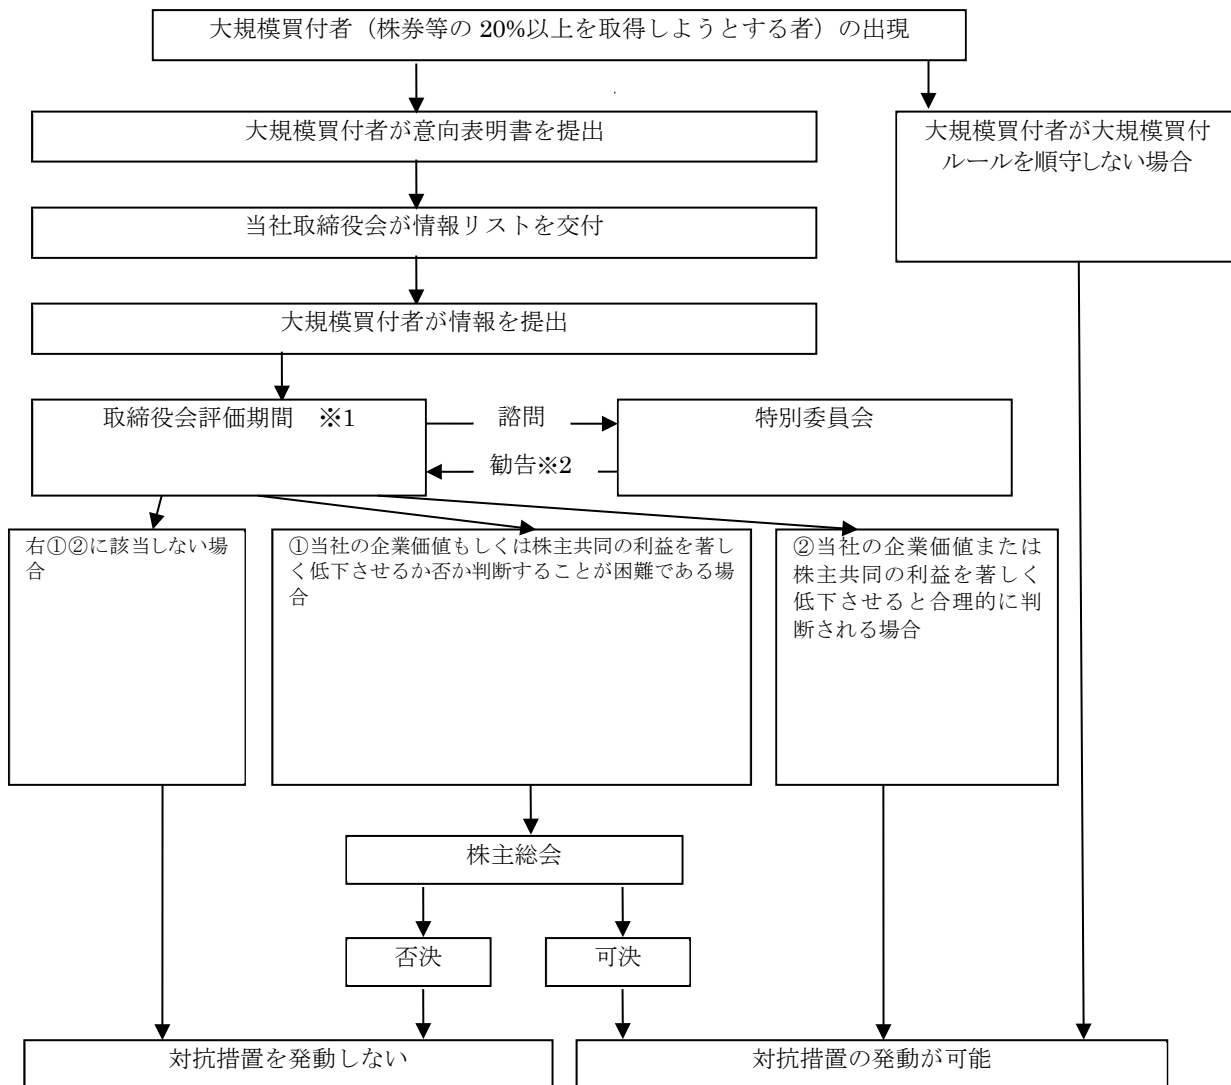 大規模買付者（株券等の 20%以上を取得しようとする者）の出現
大規模買付者が意向表明書を提出
大規模買付者が大規模買付
ルールを順守しない場合
当社取締役会が情報リストを交付
大規模買付者が情報を提出
取締役会評価期間　※1
諮問
特別委員会
勧告※2
右①②に該当しない場
合
①当社の企業価値もしくは株主共同の利益を著し
く低下させるか否か判断することが困難である場
合
②当社の企業価値または
株主共同の利益を著しく
低下させると合理的に判
断される場合
株主総会
否決
可決
対抗措置を発動しない
対抗措置の発動が可能